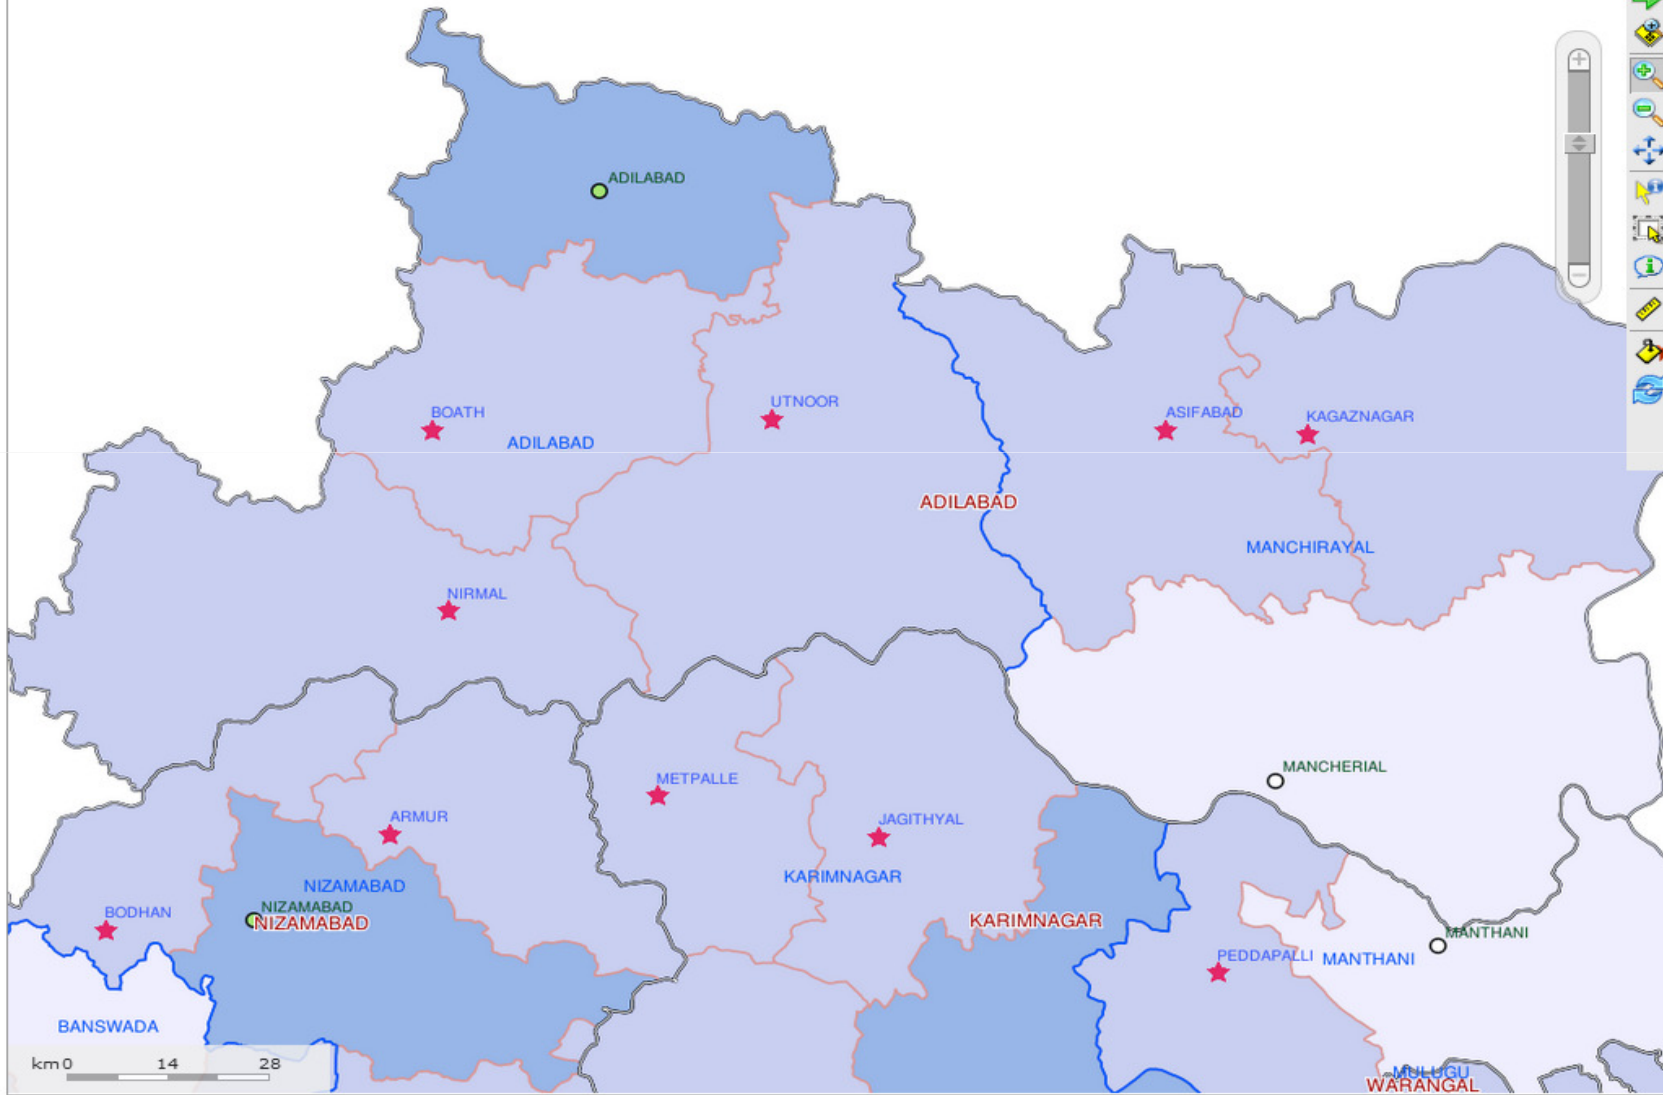 ADILABAD
UTNOOR
BOATH
ADILABAD
ASIFABAD
KAGAZNAGAR
ADILABAD
MANCHIRAYAL
NIRMAL
MANCHERIAL
METPALLE
ARMUR
JAGITHYAL
KARIMNAGAR
NIZAMABAD
NIZAMABAD
NIZAMABAD
BODHAN
KARIMNAGAR
MANTHANI
PEDDAPALLI
MANTHANI
BANSWADA
km 0 14 28
MULUGU
WARANGAL